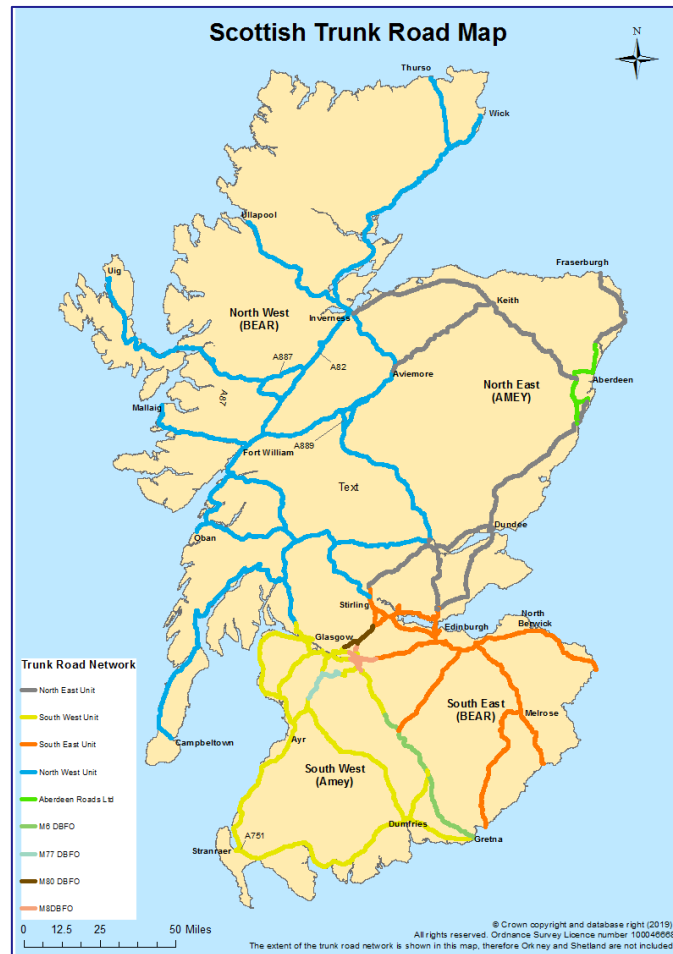 Scottish Trunk Road Map
N
Thurso
Wick
Ullapool
Fraserburgh
Uig
Keith
North West
(BEAR)
Inverness
A887
A82
Aviemore
North East
(AMEY)
Aberdeen
A87
Mallaig
A889
Fort William
Text
Dundee
Oban
Stirling
North
Berwick
Edinburgh
Glasgow
Trunk Road Network
North East Unit
South West Unit
South East Unit
North West Unit
Aberdeen Roads Ltd
M6 DBFO
M77 DBFO
M80 DBFO
M8DBFO
South East
(BEAR)
Melrose
Campbeltown
Ayr
South West
(Amey)
Dumfries
A751
Gretna
Stranraer
0 12.5 25 50 Miles
© Crown copyright and database right (2019)
All rights reserved. Ordnance Survey Licence number 100046668
The extent of the trunk road network is shown in this map, therefore Orkney and Shetland are not included